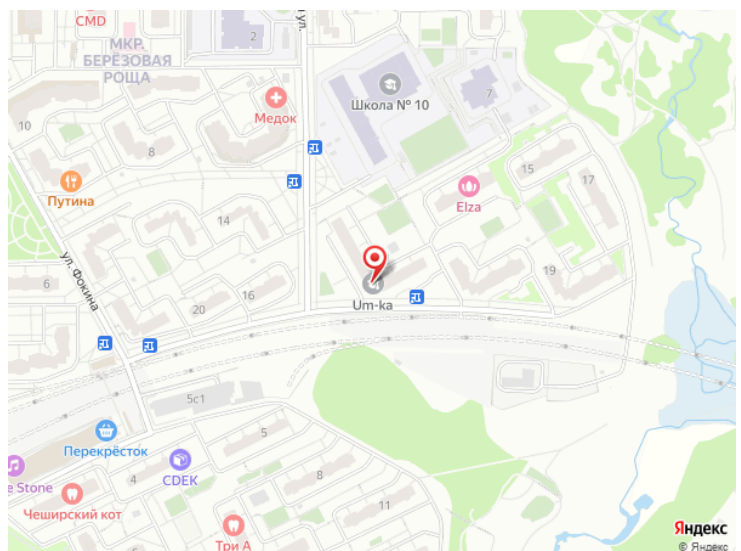 CMD
2
ул.
МКР.
БЕРЁЗОВАЯ
РОЩА
Медок
Школа № 10
7
10
8
15
17
Путина
Elza
14
ул. Фокина
6
16
20
19
Um-ka
5с1
Перекрёсток
5
4
CDEK
8
e Stone
Чеширский кот
11
Три А
Яндекс
© Яндекс